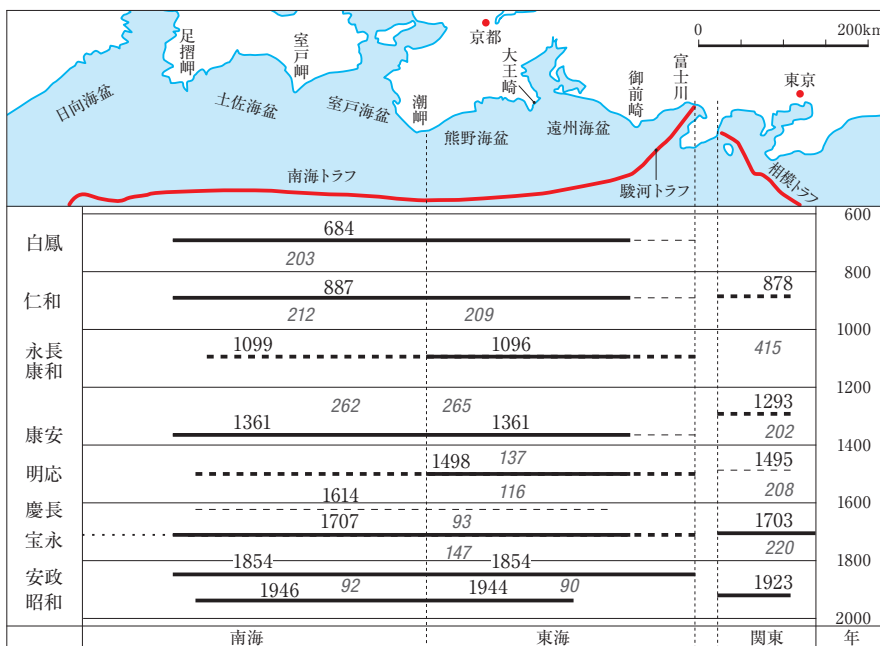 足摺岬
室戸岬
京都
大王崎
御前崎
富士川
0 200km
東京
日向海盆
土佐海盆
室戸海盆
潮岬
熊野海盆
遠州海盆
南海トラフ
駿河トラフ
相模トラフ
600
白鳳 684
203
800
仁和 887 878
212 209
1000
永長 1099 1096 415
康和
1200
262 265 1293
康安 1361 1361 202
1400
明応 1498 137 1495
116 208
慶長 1614 1600
宝永 1707 93 1703
147 220
1800
安政 1854 1854
昭和 1946 92 1944 90 1923
2000
南海 東海 関東 年